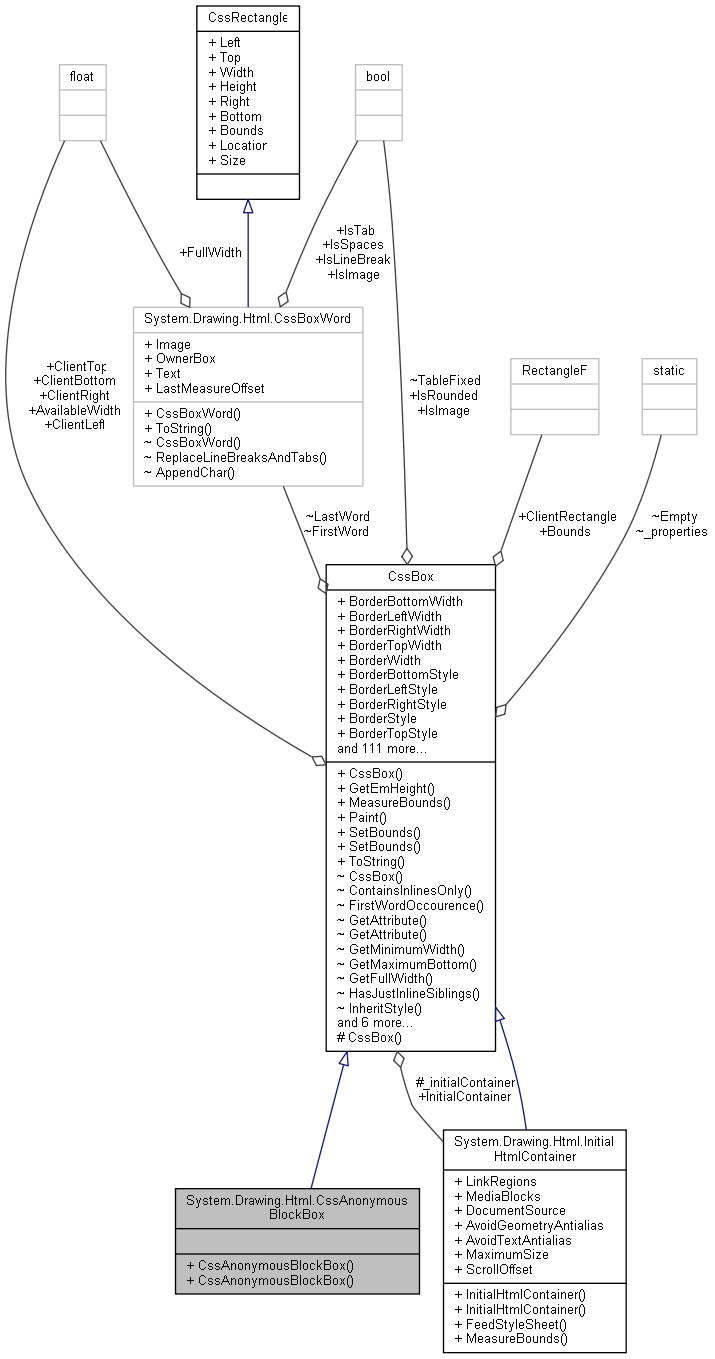 CssRectangle
+ Left
+ Top
+ Width
+ Height
+ Right
+ Bottom
+ Bounds
+ Location
+ Size
float
bool
+FullWidth
+IsTab
+IsSpaces
+IsLineBreak
+IsImage
System.Drawing.Html.CssBoxWord
+ Image
+ OwnerBox
+ Text
+ LastMeasureOffset
+ CssBoxWord()
+ ToString()
~ CssBoxWord()
~ ReplaceLineBreaksAndTabs()
~ AppendChar()
+ClientTop
+ClientBottom
+ClientRight
+AvailableWidth
+ClientLeft
~TableFixed
+IsRounded
+IsImage
RectangleF
static
~LastWord
~FirstWord
+ClientRectangle
+Bounds
~Empty
~_properties
CssBox
+ BorderBottomWidth
+ BorderLeftWidth
+ BorderRightWidth
+ BorderTopWidth
+ BorderWidth
+ BorderBottomStyle
+ BorderLeftStyle
+ BorderRightStyle
+ BorderStyle
+ BorderTopStyle
and 111 more...
+ CssBox()
+ GetEmHeight()
+ MeasureBounds()
+ Paint()
+ SetBounds()
+ SetBounds()
+ ToString()
~ CssBox()
~ ContainsInlinesOnly()
~ FirstWordOccourence()
~ GetAttribute()
~ GetAttribute()
~ GetMinimumWidth()
~ GetMaximumBottom()
~ GetFullWidth()
~ HasJustInlineSiblings()
~ InheritStyle()
and 6 more...
# CssBox()
#_initialContainer
+InitialContainer
System.Drawing.Html.CssAnonymous
BlockBox
+ CssAnonymousBlockBox()
+ CssAnonymousBlockBox()
System.Drawing.Html.Initial
HtmlContainer
+ LinkRegions
+ MediaBlocks
+ DocumentSource
+ AvoidGeometryAntialias
+ AvoidTextAntialias
+ MaximumSize
+ ScrollOffset
+ InitialHtmlContainer()
+ InitialHtmlContainer()
+ FeedStyleSheet()
+ MeasureBounds()